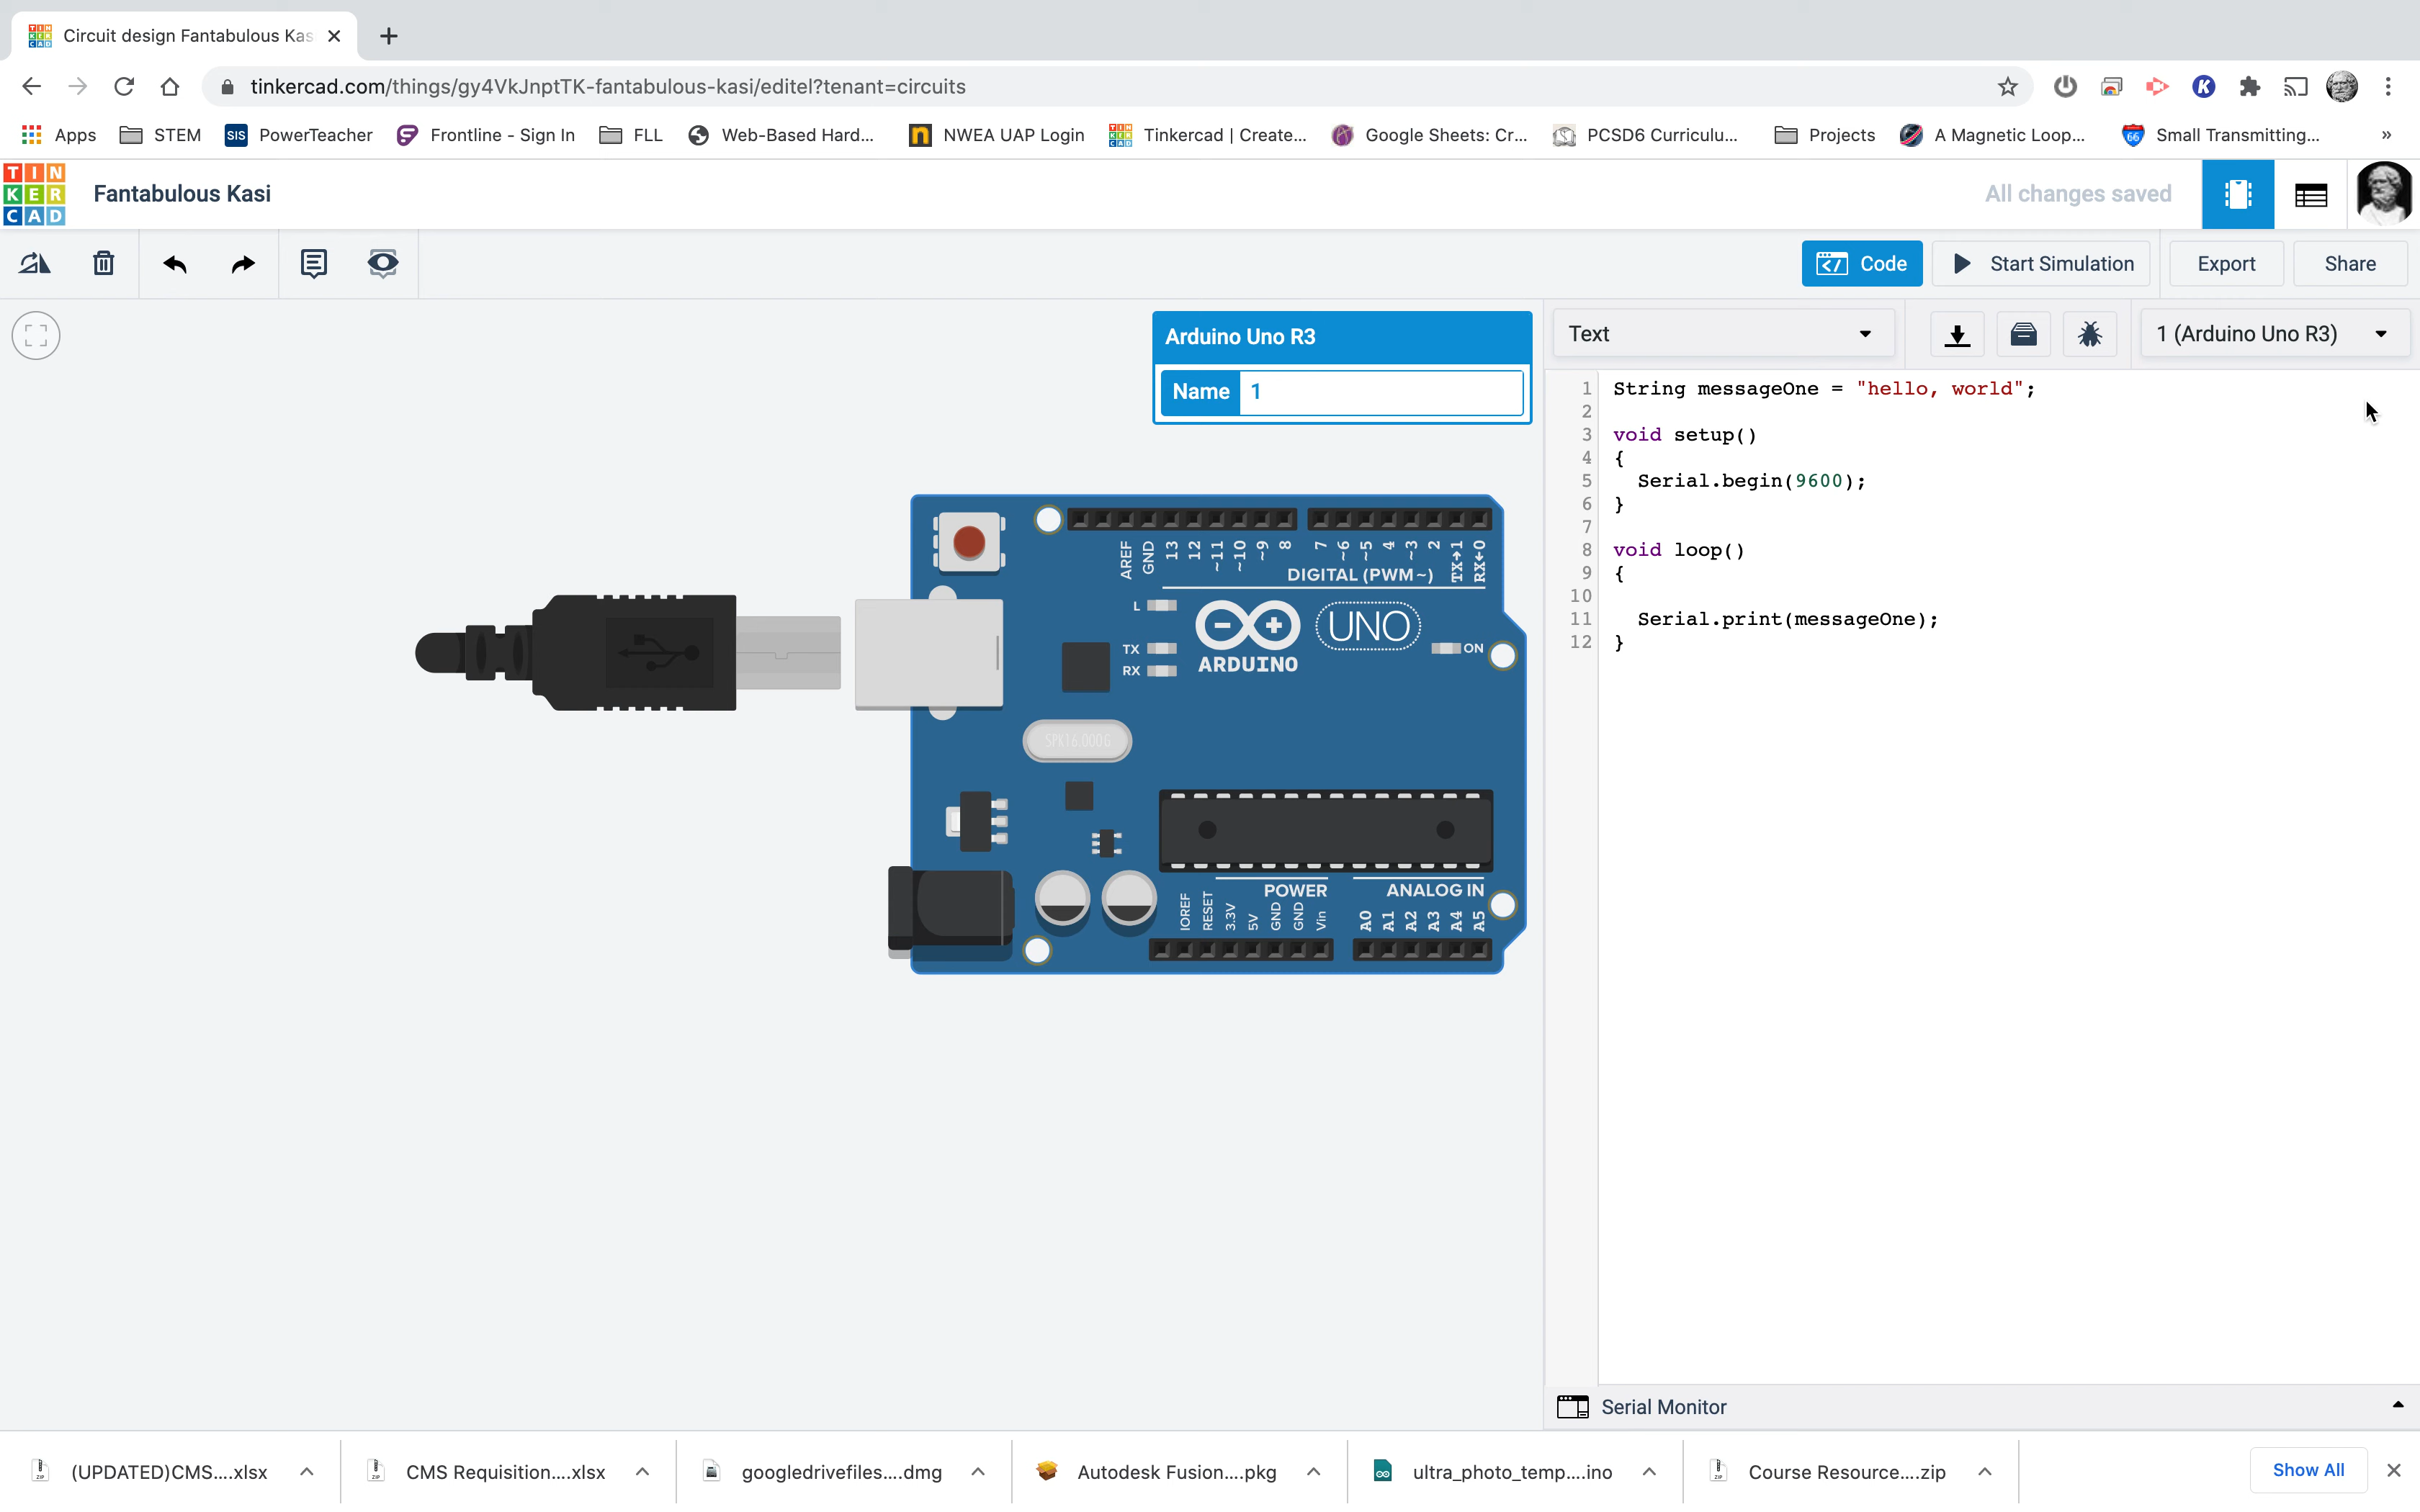 Circuit design Fantabulous Kas
tinkercad.com/things/gy4VkJnptTK-fantabulous-kasi/editel?tenant=circuits
K
Apps STEM SIS PowerTeacher Frontline - Sign In FLL Web-Based Hard... NWEA UAP Login Tinkercad | Create... Google Sheets: Cr... PCSD6 Curriculu... Projects A Magnetic Loop... 66 Small Transmitting... »
TIN
KER
CAD
Fantabulous Kasi
All changes saved
Code
Start Simulation
Export
Share
Arduino Uno R3
Name 1
Text
1 (Arduino Uno R3)
1 String messageOne = "hello, world";
2
3 void setup()
4 {
5 Serial.begin(9600);
6 }
7
8 void loop()
9 {
10
11 Serial.print(messageOne);
12 }
AREF GND 13 12 ~11 ~10 ~9 8 7 ~6 ~5 4 ~3 2 TX→1 RX←0
DIGITAL (PWM~)
L
TX
RX
UNO
ARDUINO
ON
SPK16.000G
POWER
ANALOG IN
IOREF RESET 3.3V 5V GND GND Vin A0 A1 A2 A3 A4 A5
Serial Monitor
(UPDATED)CMS....xlsx
CMS Requisition....xlsx
googledrivefiles....dmg
Autodesk Fusion....pkg
ultra_photo_temp....ino
Course Resource....zip
Show All